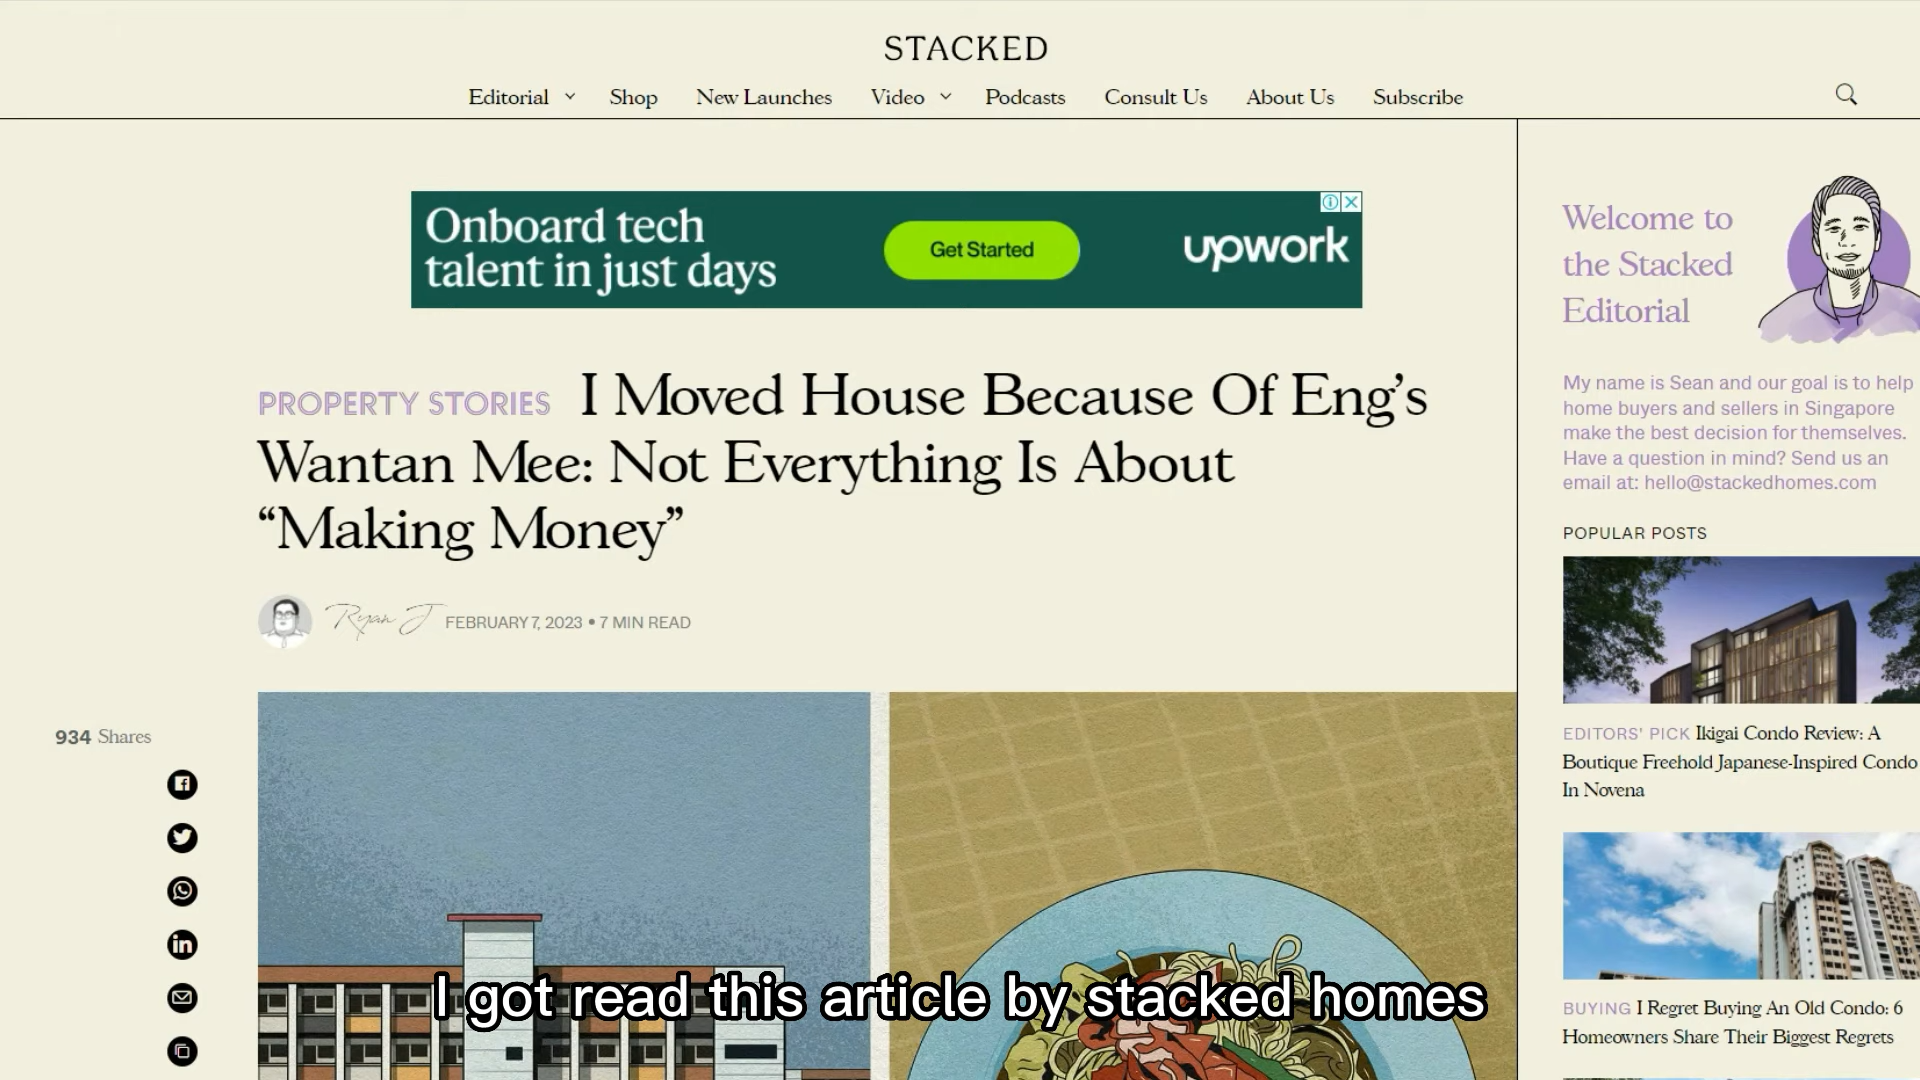 STACKED
Editorial Shop New Launches Video Podcasts Consult Us About Us Subscribe
Onboard tech
talent in just days
Get Started
upwork
PROPERTY STORIES I Moved House Because Of Eng’s
Wantan Mee: Not Everything Is About
“Making Money”
Ryan J FEBRUARY 7, 2023 • 7 MIN READ
934 Shares
I got read this article by stacked homes
Welcome to
the Stacked
Editorial
My name is Sean and our goal is to help
home buyers and sellers in Singapore
make the best decision for themselves.
Have a question in mind? Send us an
email at: hello@stackedhomes.com
POPULAR POSTS
EDITORS' PICK Ikigai Condo Review: A
Boutique Freehold Japanese-Inspired Condo
In Novena
BUYING I Regret Buying An Old Condo: 6
Homeowners Share Their Biggest Regrets